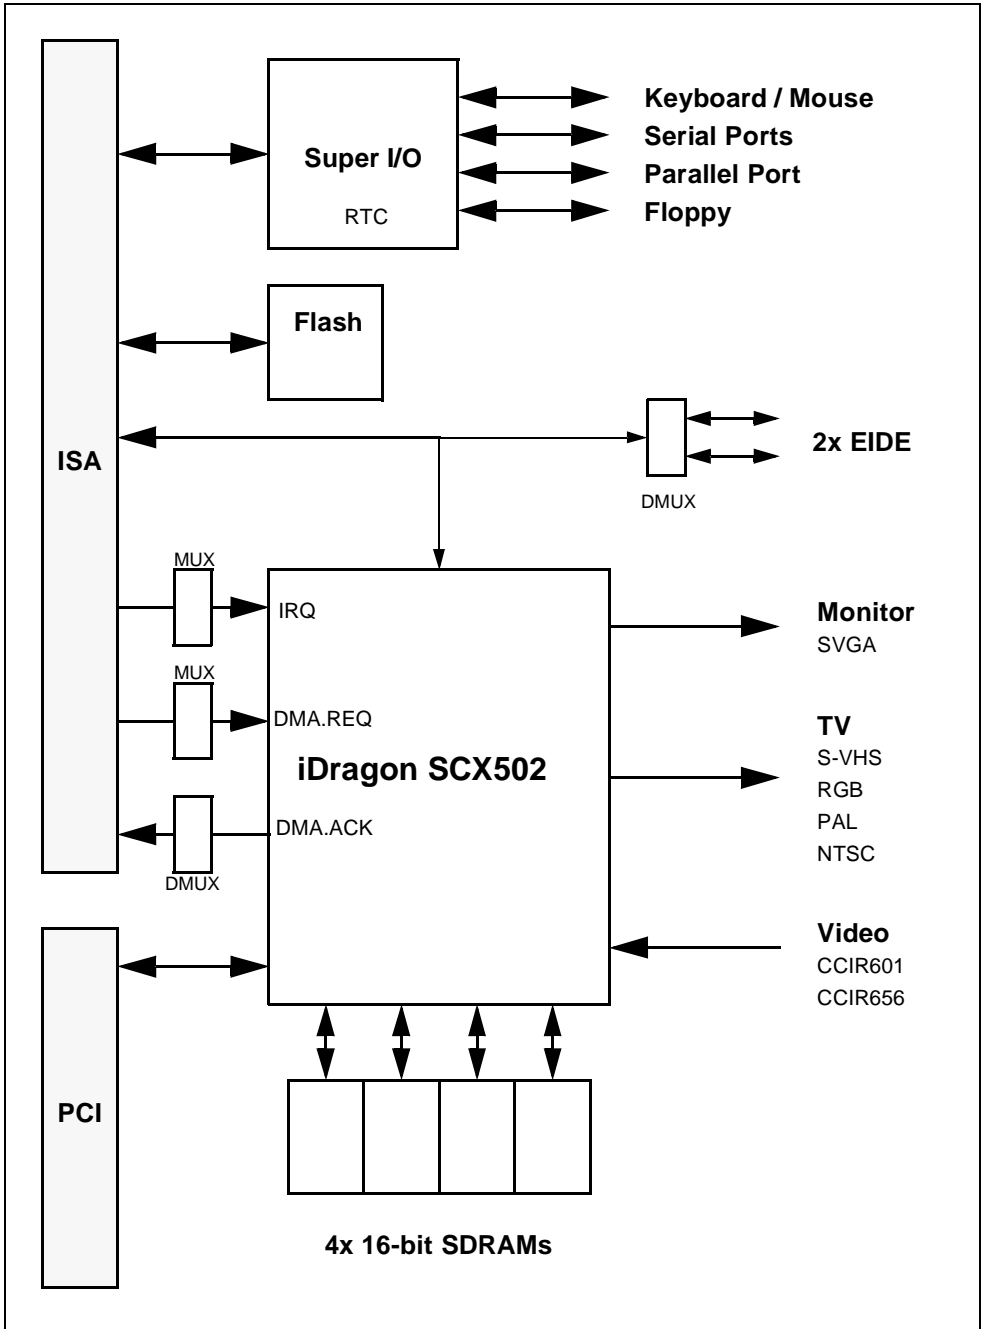 Keyboard / Mouse
Serial Ports
Super I/O
Parallel Port
RTC
Floppy
Flash
ISA
2x EIDE
DMUX
MUX
IRQ
Monitor
SVGA
MUX
DMA.REQ
TV
iDragon SCX502
S-VHS
RGB
DMA.ACK
PAL
NTSC
DMUX
Video
CCIR601
CCIR656
PCI
4x 16-bit SDRAMs